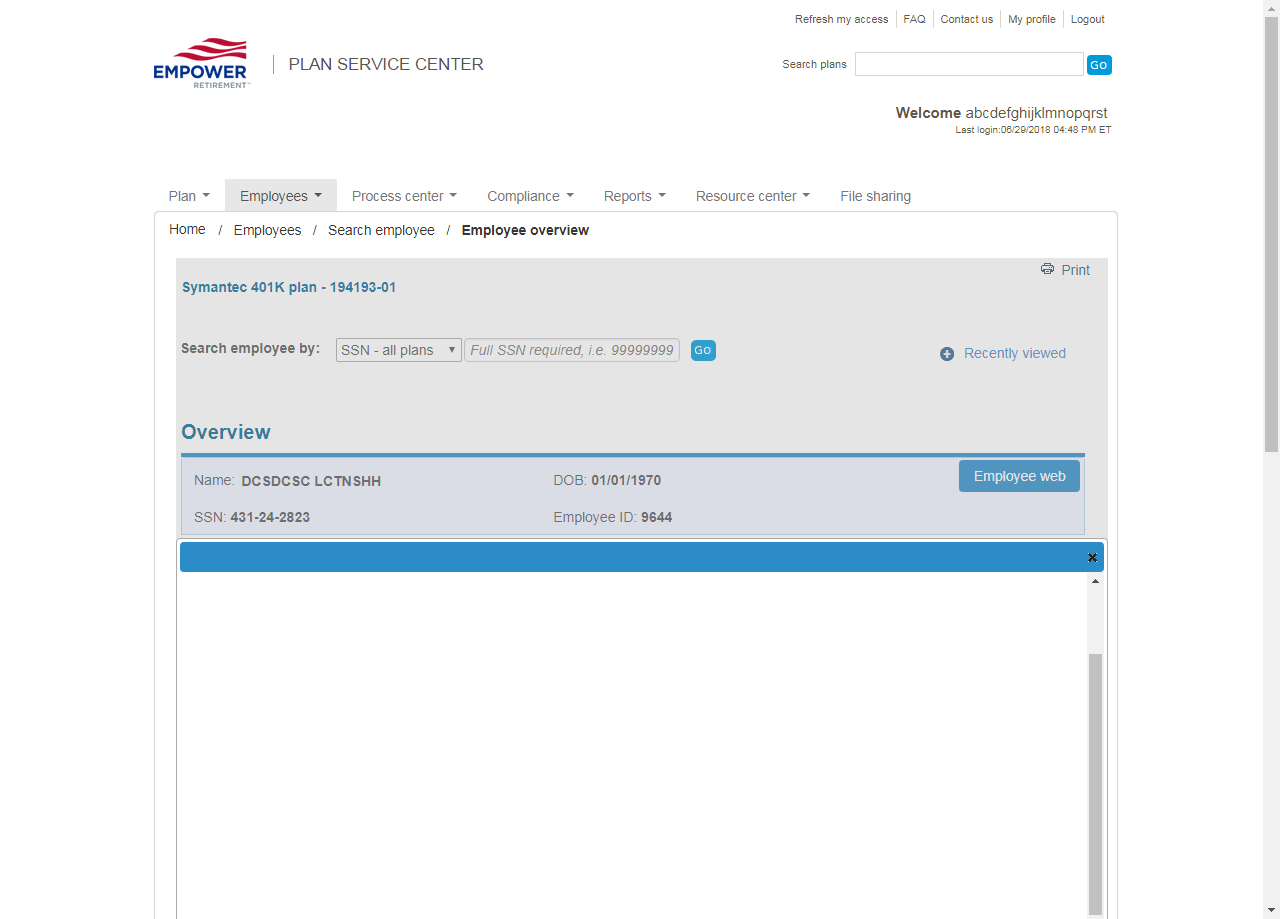 Refresh my access FAQ Contact us My profile Logout
EMPOWER
RETIREMENT™
PLAN SERVICE CENTER
Search plans GO
Welcome abcdefghijklmnopqrst
Last login:06/29/2018 04:48 PM ET
Plan Employees Process center Compliance Reports Resource center File sharing
Home / Employees / Search employee / Employee overview
Print
Symantec 401K plan - 194193-01
Search employee by: SSN - all plans Full SSN required, i.e. 99999999 GO
Recently viewed
Overview
Name: DCSDCSC LCTNSHH DOB: 01/01/1970 Employee web
SSN: 431-24-2823 Employee ID: 9644